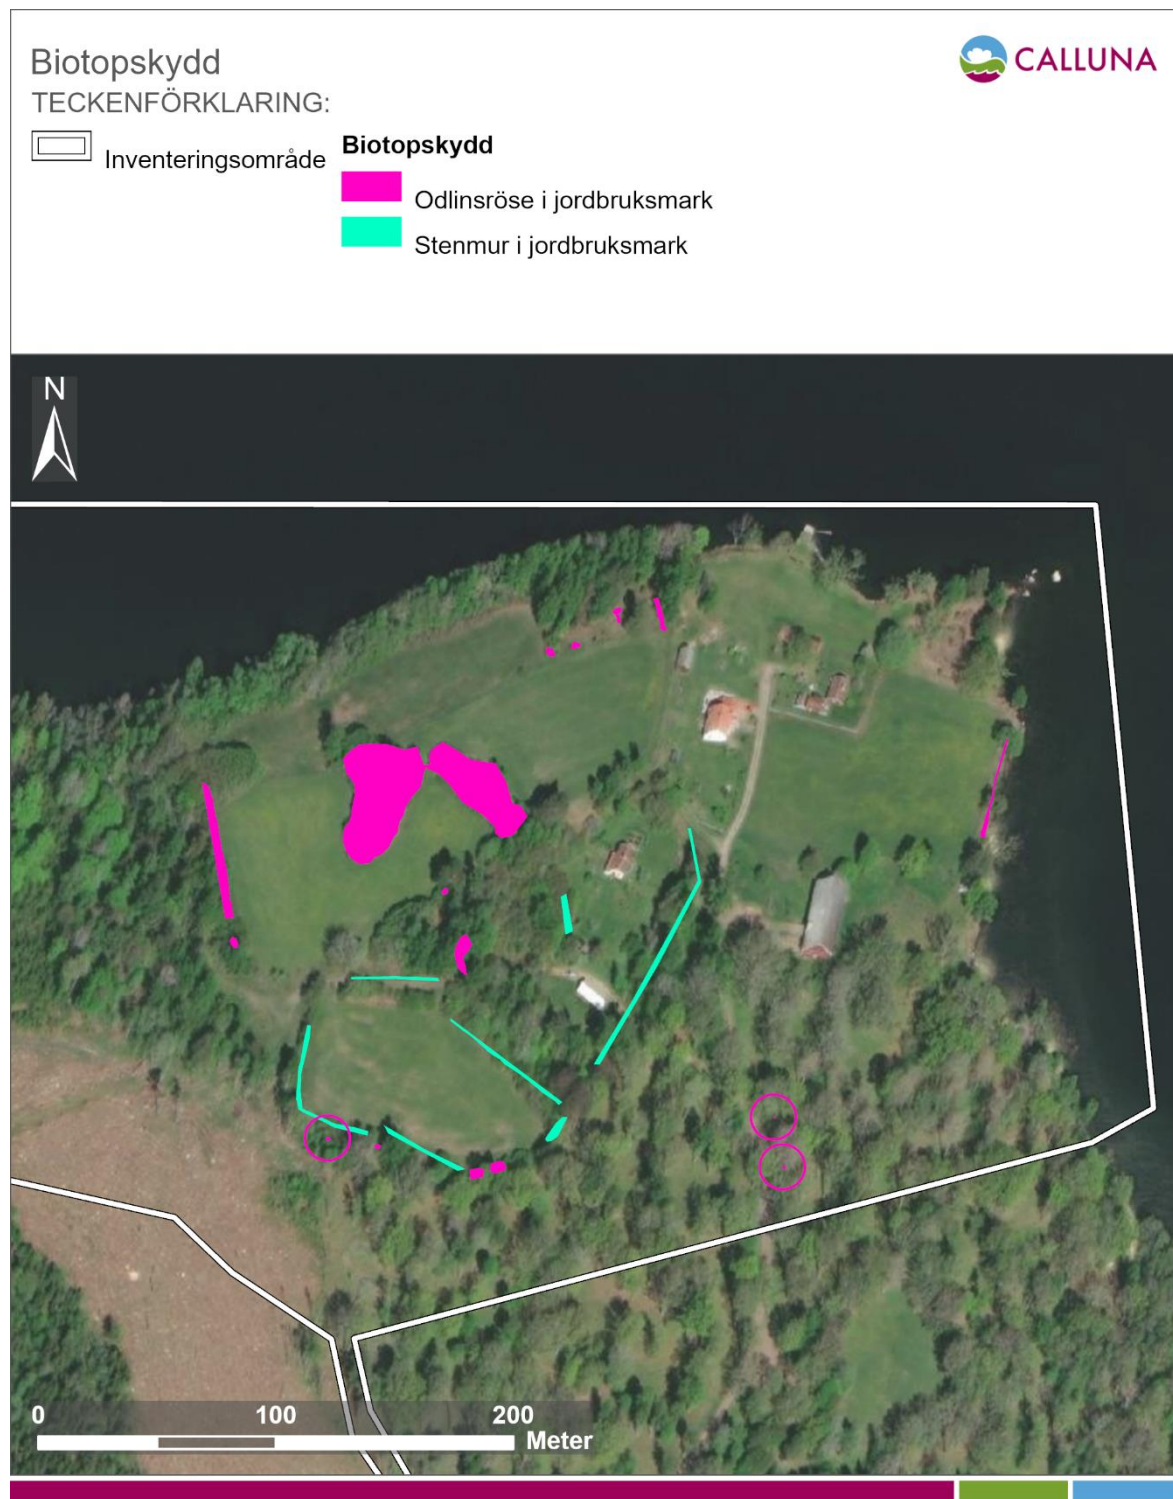 Biotopskydd
CALLUNA
TECKENFÖRKLARING:
Inventeringsområde
Biotopskydd
Odlinsröse i jordbruksmark
Stenmur i jordbruksmark
N
0 100 200
Meter